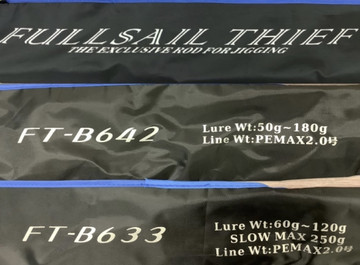 FULLSAIL THIEF
THE EXCLUSIVE ROD FOR JIGGING
FT-B642
Lure Wt:50g~180g
Line Wt:PEMAX2.0号
FT-B633
Lure Wt:60g~120g
SLOW MAX 250g
Line Wt:PEMAX2.0号